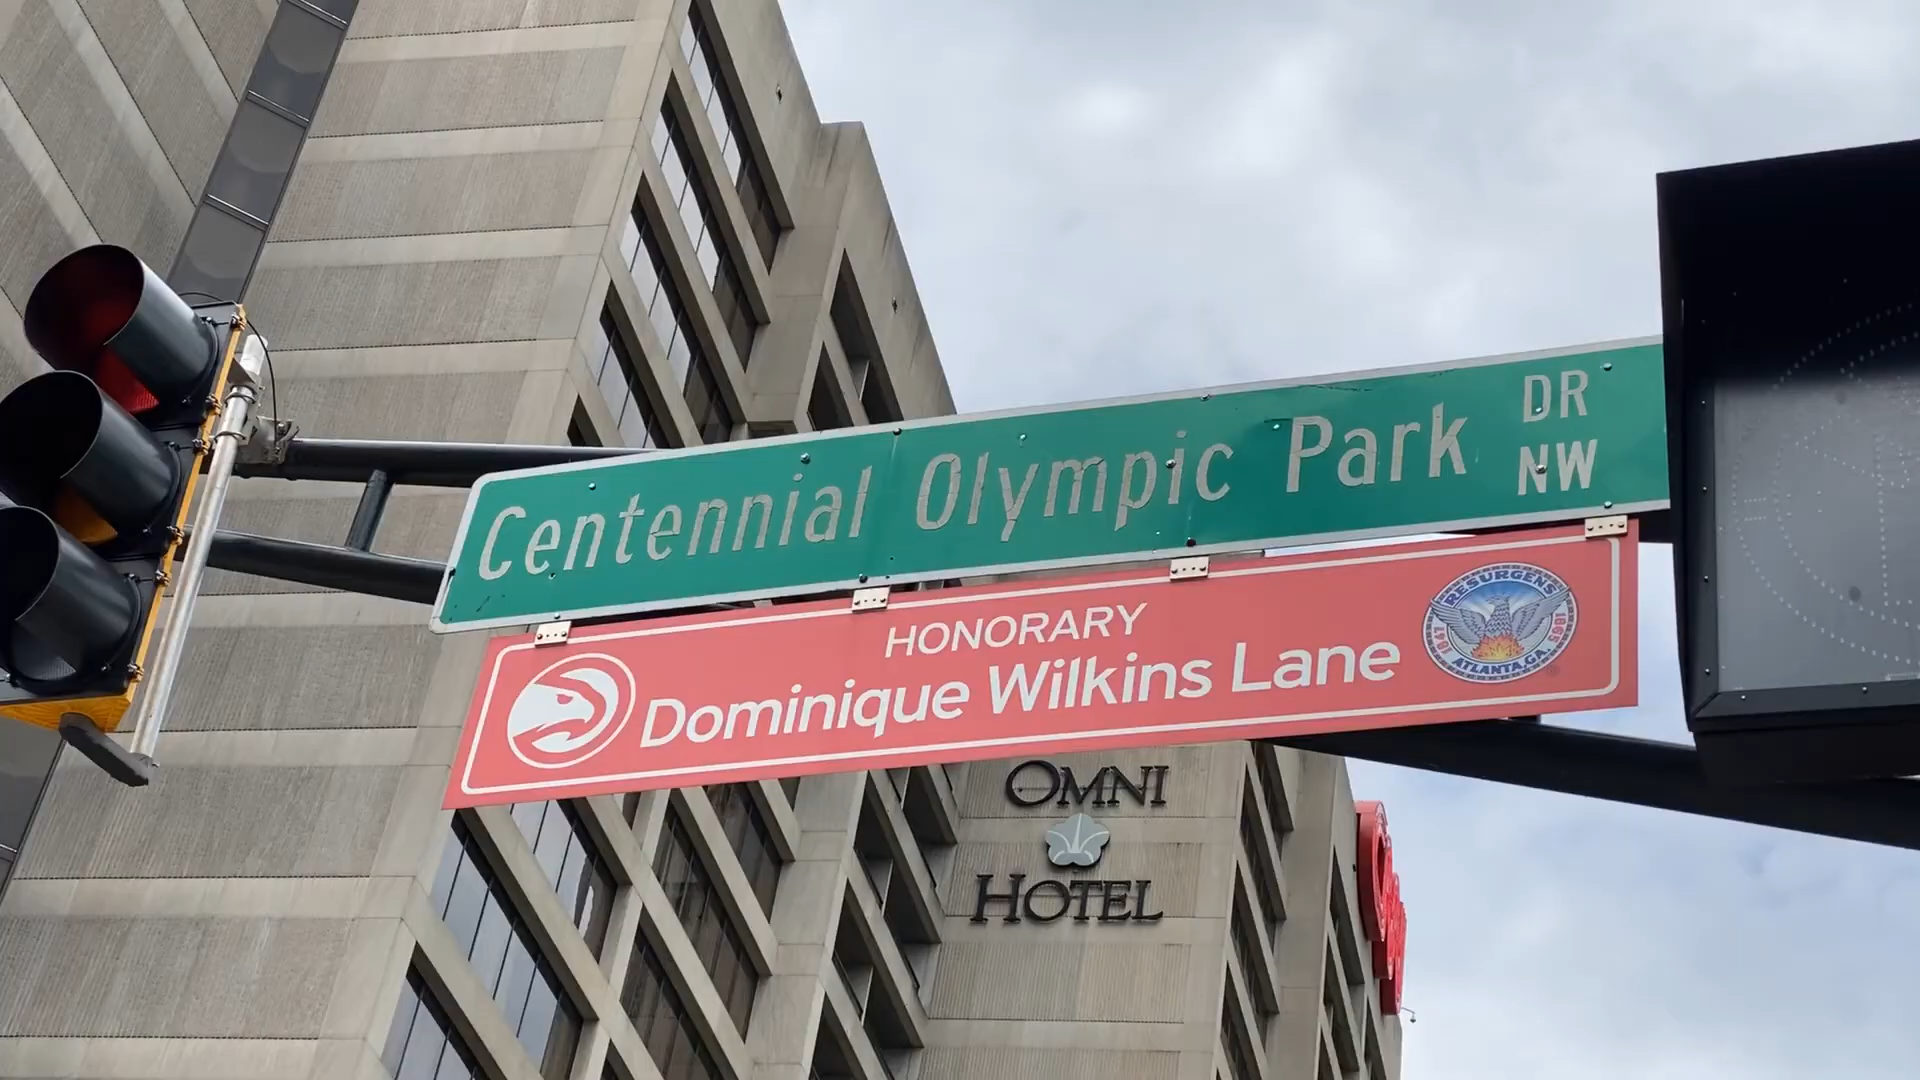 Centennial Olympic Park DR NW
HONORARY
Dominique Wilkins Lane
RESURGENS
1847 1865
ATLANTA, GA.
OMNI
HOTEL